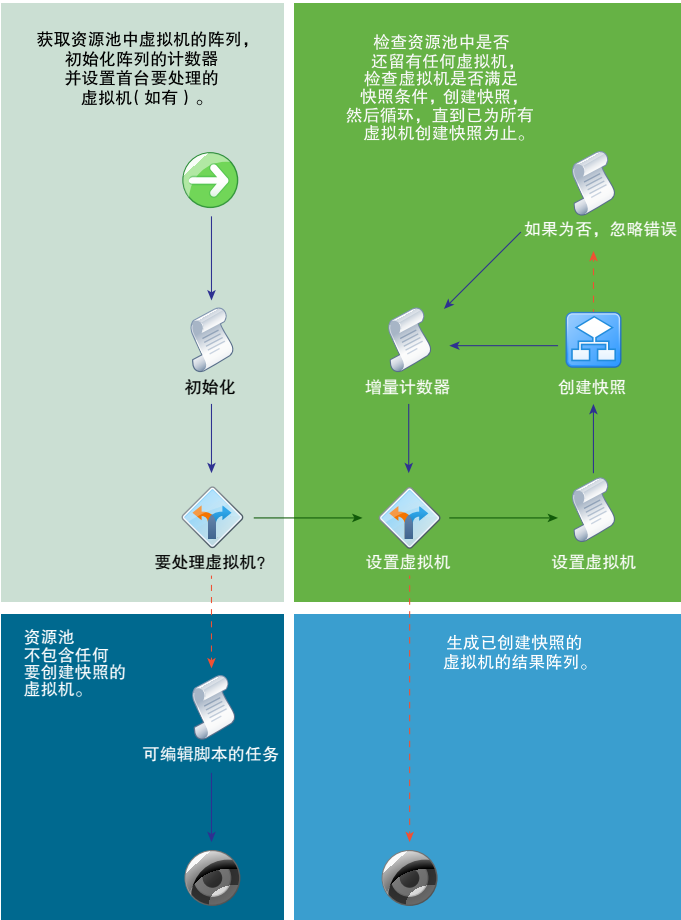 获取资源池中虚拟机的阵列，
初始化阵列的计数器
并设置首台要处理的
虚拟机（如有）。
初始化
要处理虚拟机？
检查资源池中是否
还留有任何虚拟机，
检查虚拟机是否满足
快照条件，创建快照，
然后循环，直到已为所有
虚拟机创建快照为止。
如果为否，忽略错误
增量计数器
创建快照
设置虚拟机
设置虚拟机
资源池
不包含任何
要创建快照的
虚拟机。
可编辑脚本的任务
生成已创建快照的
虚拟机的结果阵列。